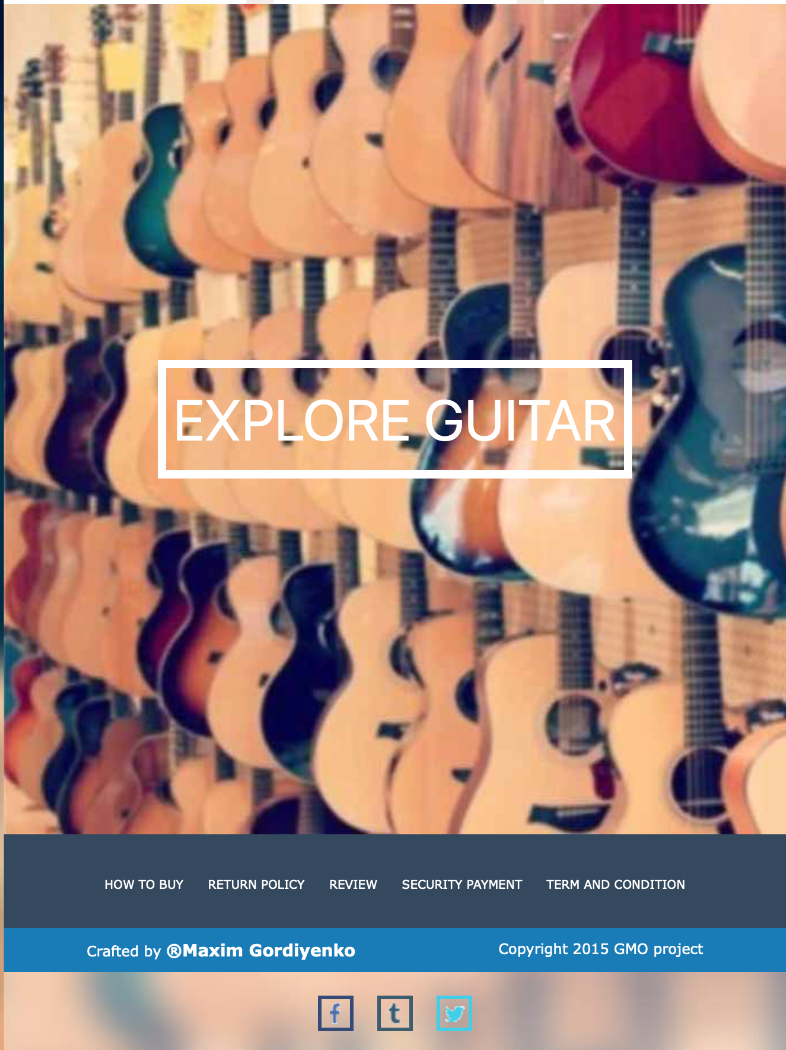 EXPLORE GUITAR
HOW TO BUY RETURN POLICY REVIEW SECURITY PAYMENT TERM AND CONDITION
Crafted by ®Maxim Gordiyenko Copyright 2015 GMO project
f t